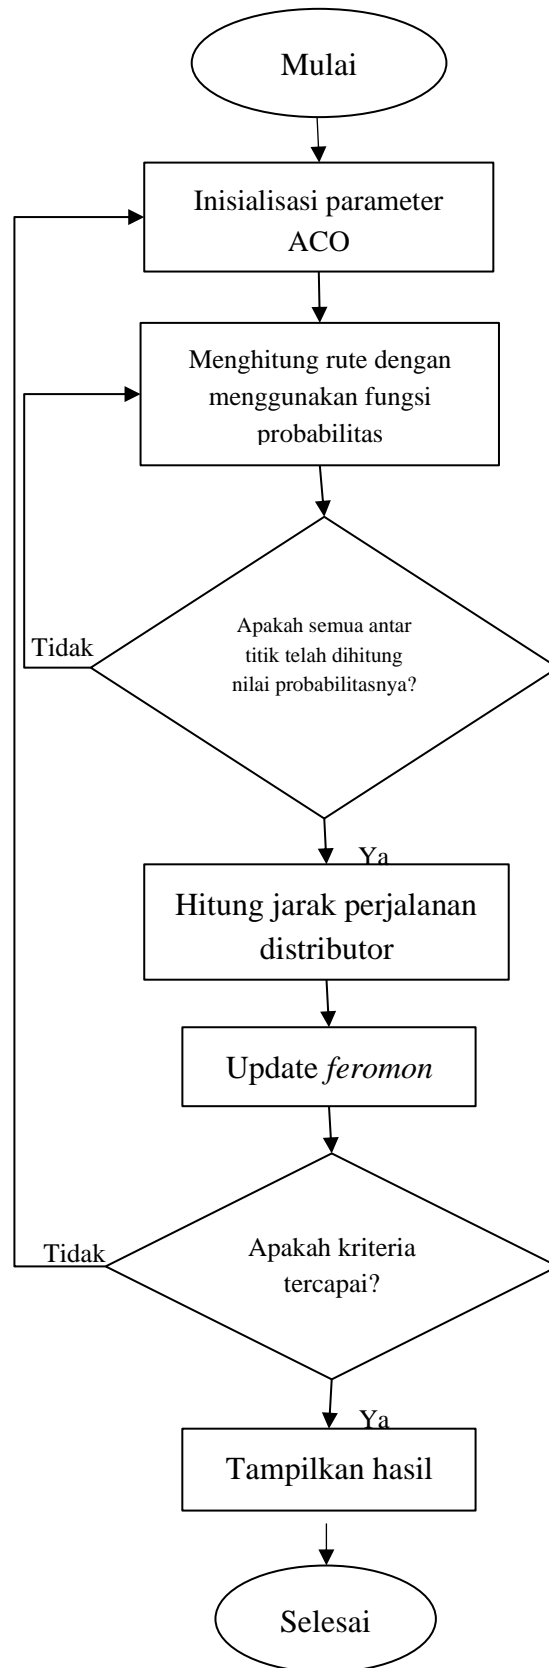 Mulai
Inisialisasi parameter
ACO
Menghitung rute dengan
menggunakan fungsi
probabilitas
Apakah semua antar
titik telah dihitung
nilai probabilitasnya?
Tidak
Ya
Hitung jarak perjalanan
distributor
Update feromon
Apakah kriteria
tercapai?
Tidak
Ya
Tampilkan hasil
Selesai